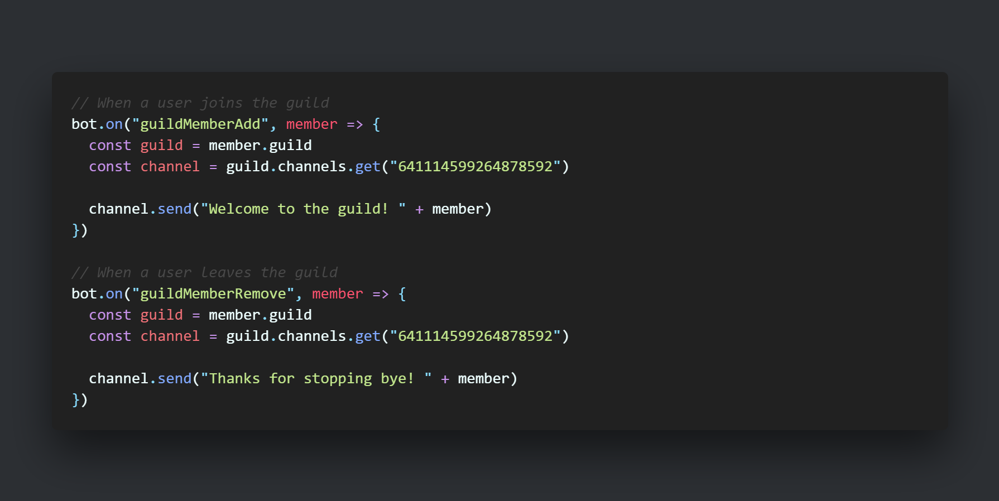 // When a user joins the guild
bot.on("guildMemberAdd", member => {
  const guild = member.guild
  const channel = guild.channels.get("641114599264878592")

  channel.send("Welcome to the guild! " + member)
})

// When a user leaves the guild
bot.on("guildMemberRemove", member => {
  const guild = member.guild
  const channel = guild.channels.get("641114599264878592")

  channel.send("Thanks for stopping bye! " + member)
})